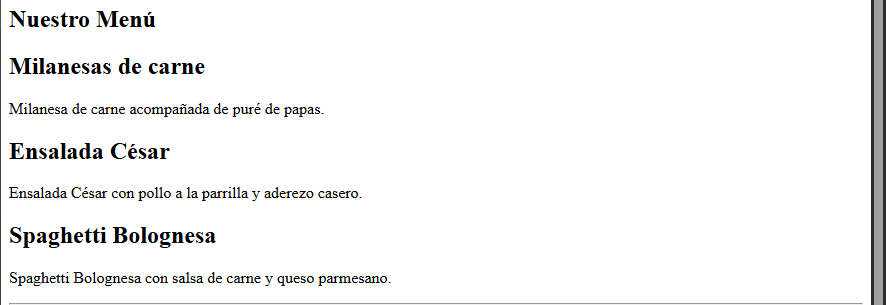 Nuestro Menú
Milanesas de carne
Milanesa de carne acompañada de puré de papas.
Ensalada César
Ensalada César con pollo a la parrilla y aderezo casero.
Spaghetti Bolognesa
Spaghetti Bolognesa con salsa de carne y queso parmesano.